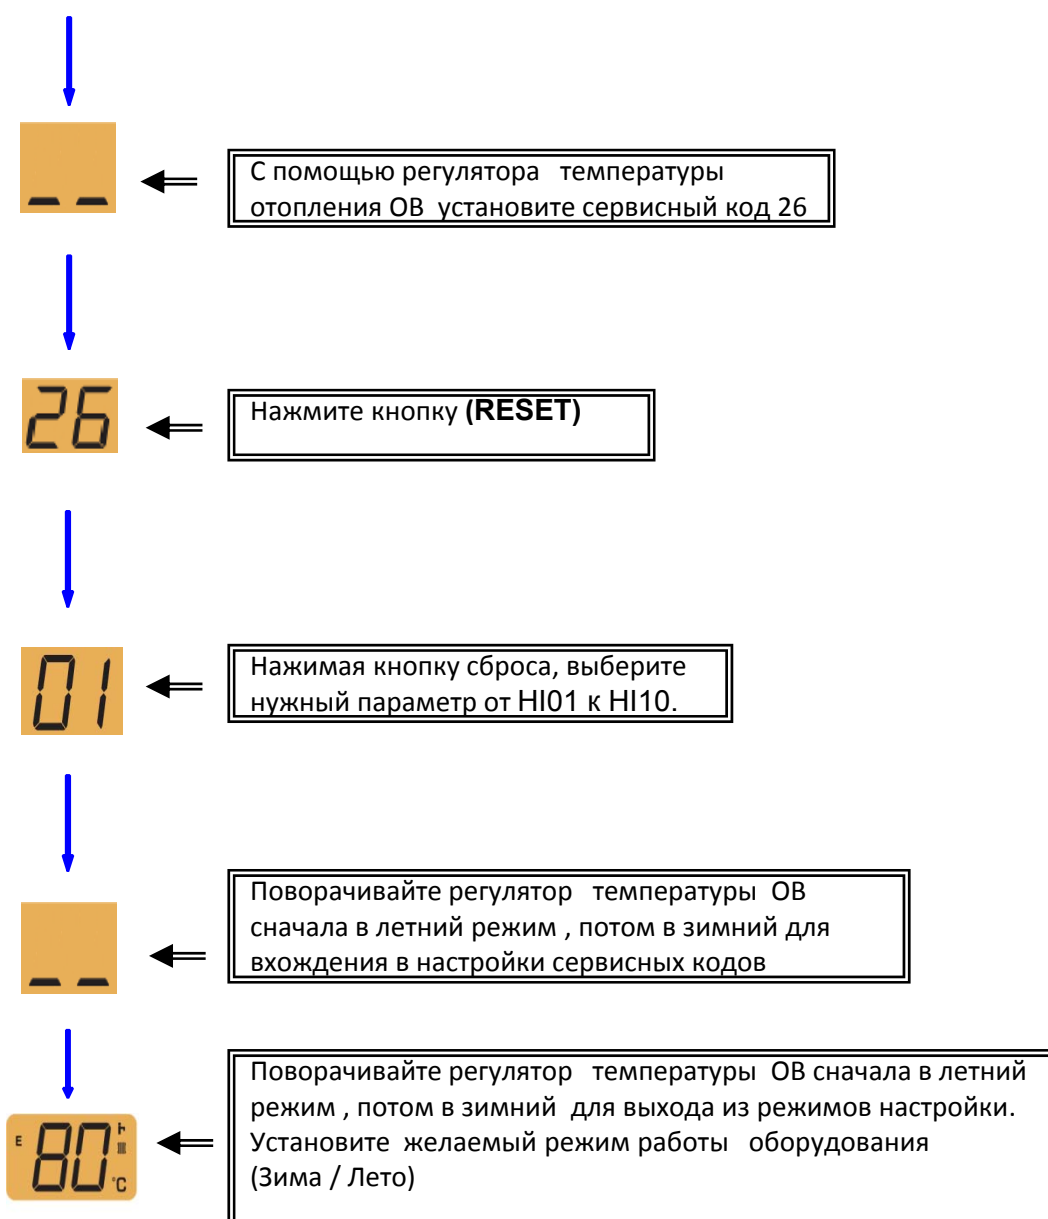 _ _
С помощью регулятора температуры
отопления ОВ установите сервисный код 26
26
Нажмите кнопку (RESET)
01
Нажимая кнопку сброса, выберите
нужный параметр от HI01 к HI10.
_ _
Поворачивайте регулятор температуры ОВ
сначала в летний режим , потом в зимний для
вхождения в настройки сервисных кодов
E 80 °C
Поворачивайте регулятор температуры ОВ сначала в летний
режим , потом в зимний для выхода из режимов настройки.
Установите желаемый режим работы оборудования
(Зима / Лето)